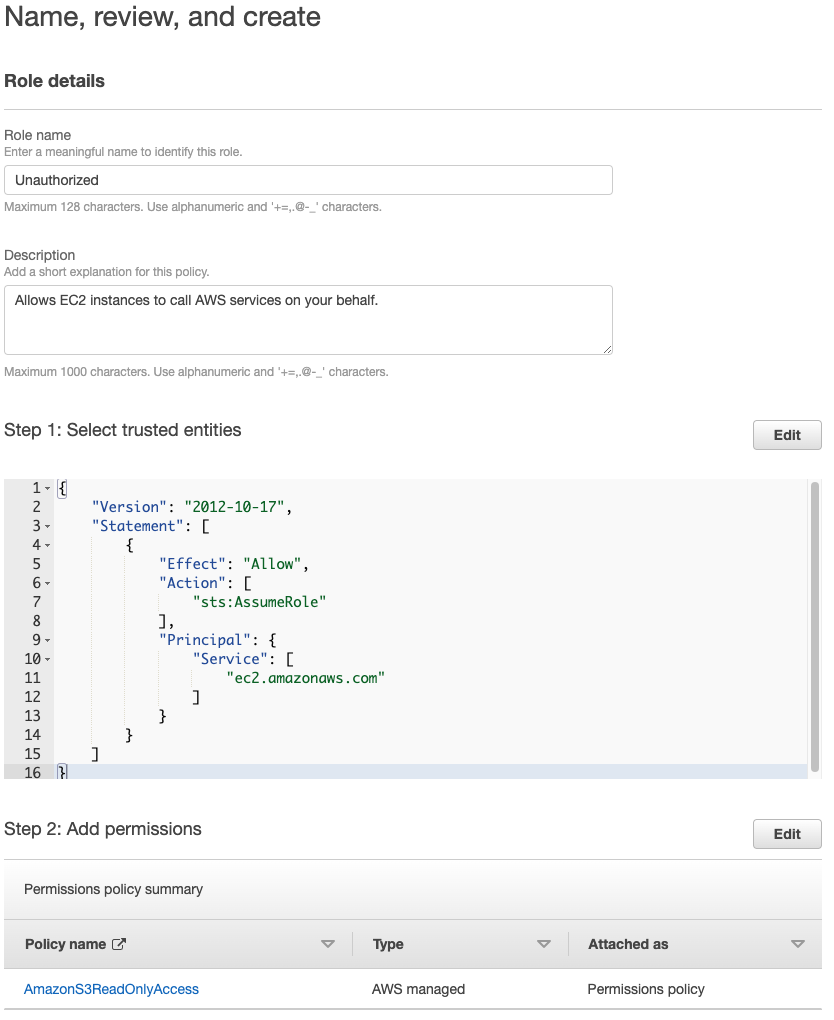 Name, review, and create
Role details
Role name
Enter a meaningful name to identify this role.
Unauthorized
Maximum 128 characters. Use alphanumeric and '+=,.@-_' characters.
Description
Add a short explanation for this policy.
Allows EC2 instances to call AWS services on your behalf.
Maximum 1000 characters. Use alphanumeric and '+=,.@-_' characters.
Step 1: Select trusted entities
Edit
1 {
2 "Version": "2012-10-17",
3 "Statement": [
4 {
5 "Effect": "Allow",
6 "Action": [
7 "sts:AssumeRole"
8 ],
9 "Principal": {
10 "Service": [
11 "ec2.amazonaws.com"
12 ]
13 }
14 }
15 ]
16 }
Step 2: Add permissions
Edit
Permissions policy summary
Policy name Type Attached as
AmazonS3ReadOnlyAccess AWS managed Permissions policy